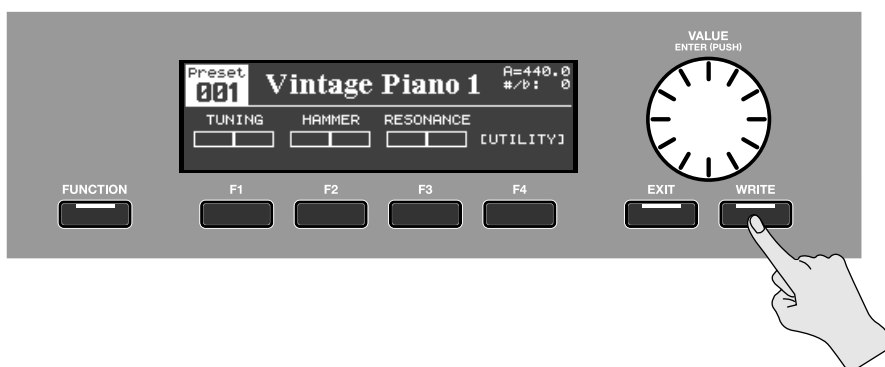 VALUE
ENTER (PUSH)
Preset
001
Vintage Piano 1
A=440.0
#/b: 0
TUNING HAMMER RESONANCE
[UTILITY]
FUNCTION F1 F2 F3 F4 EXIT WRITE